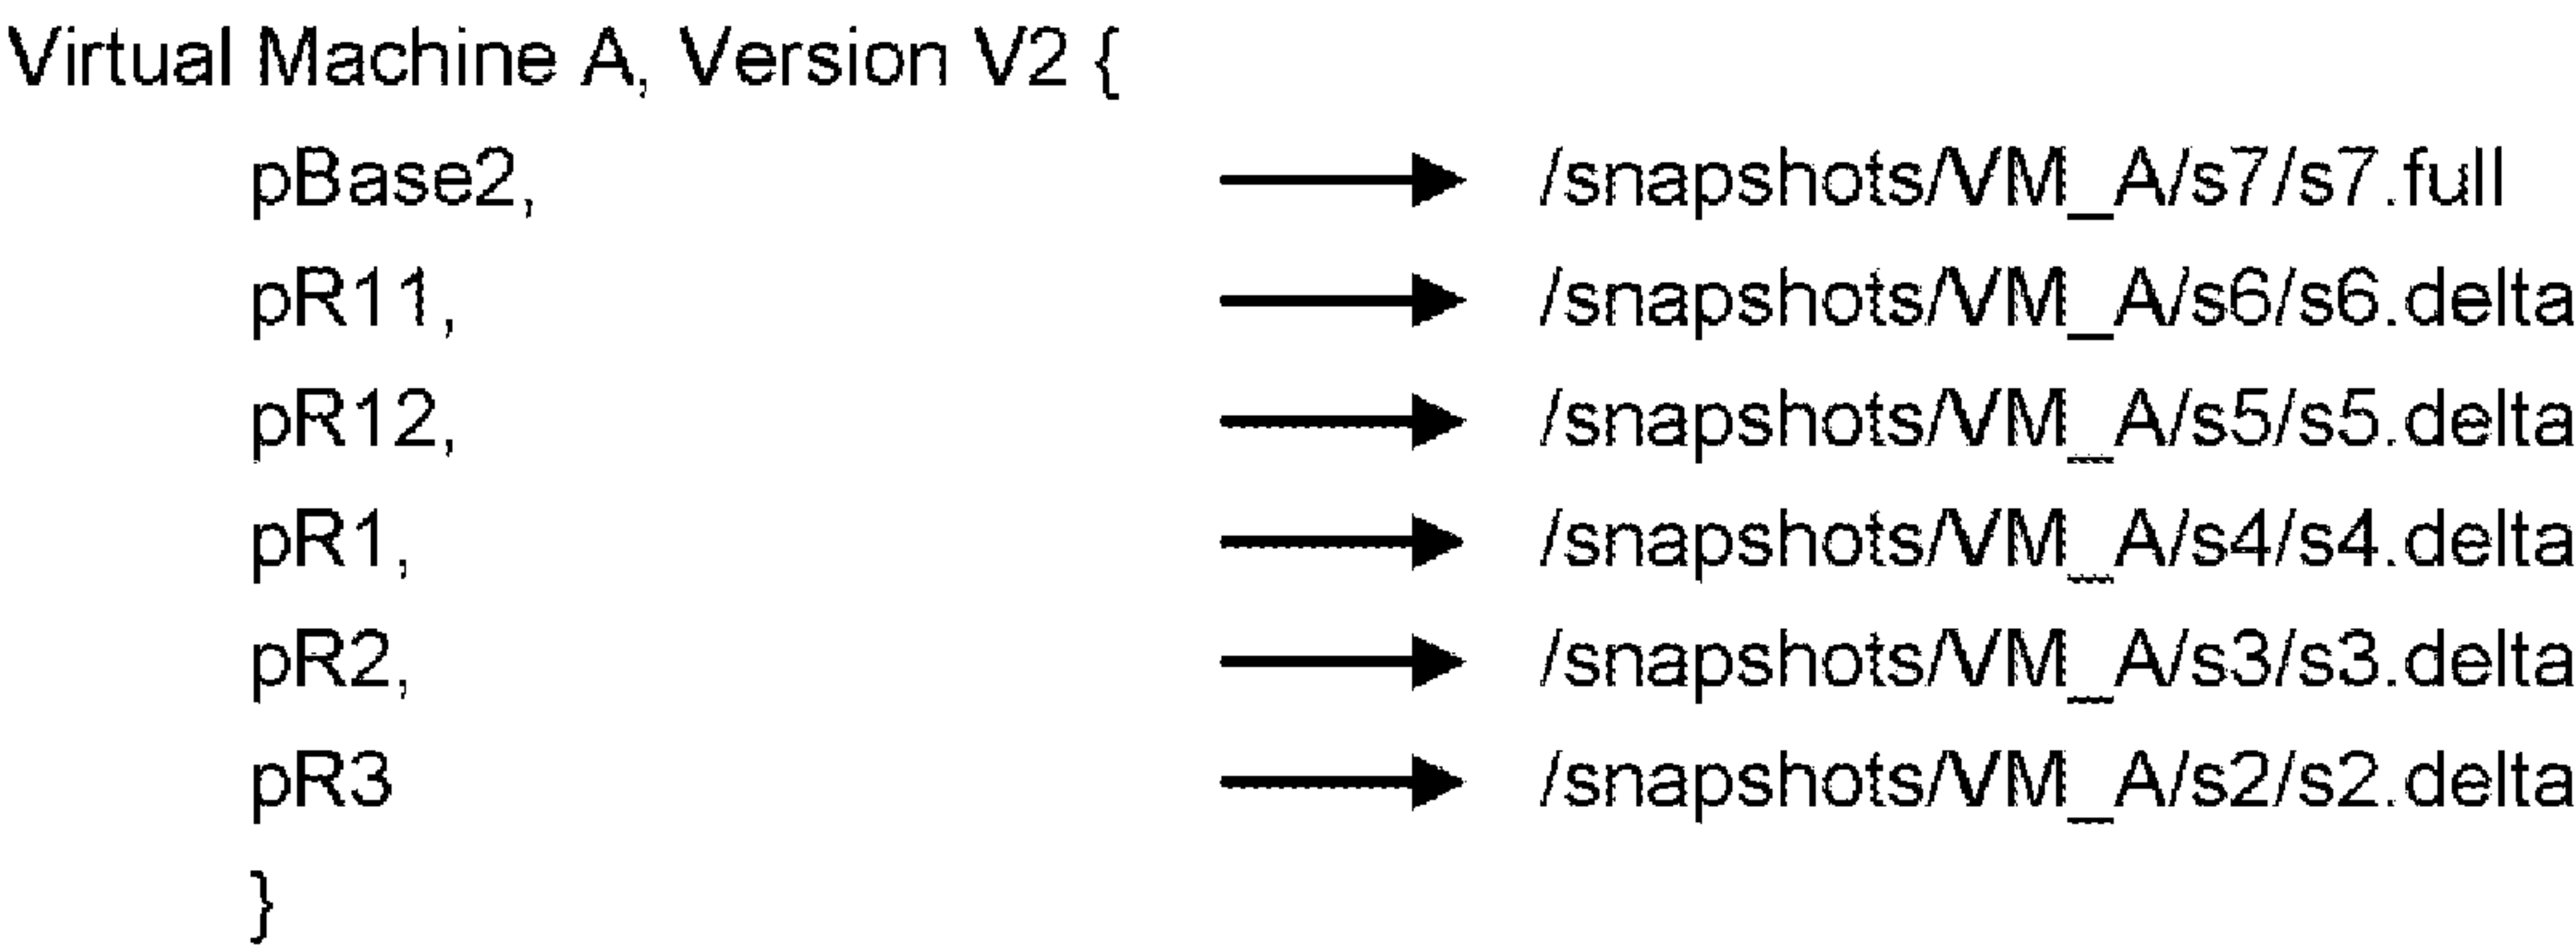 Virtual Machine A, Version V2 {
pBase2, /snapshots/VM_A/s7/s7.full
pR11, /snapshots/VM_A/s6/s6.delta
pR12, /snapshots/VM_A/s5/s5.delta
pR1, /snapshots/VM_A/s4/s4.delta
pR2, /snapshots/VM_A/s3/s3.delta
pR3 /snapshots/VM_A/s2/s2.delta
}